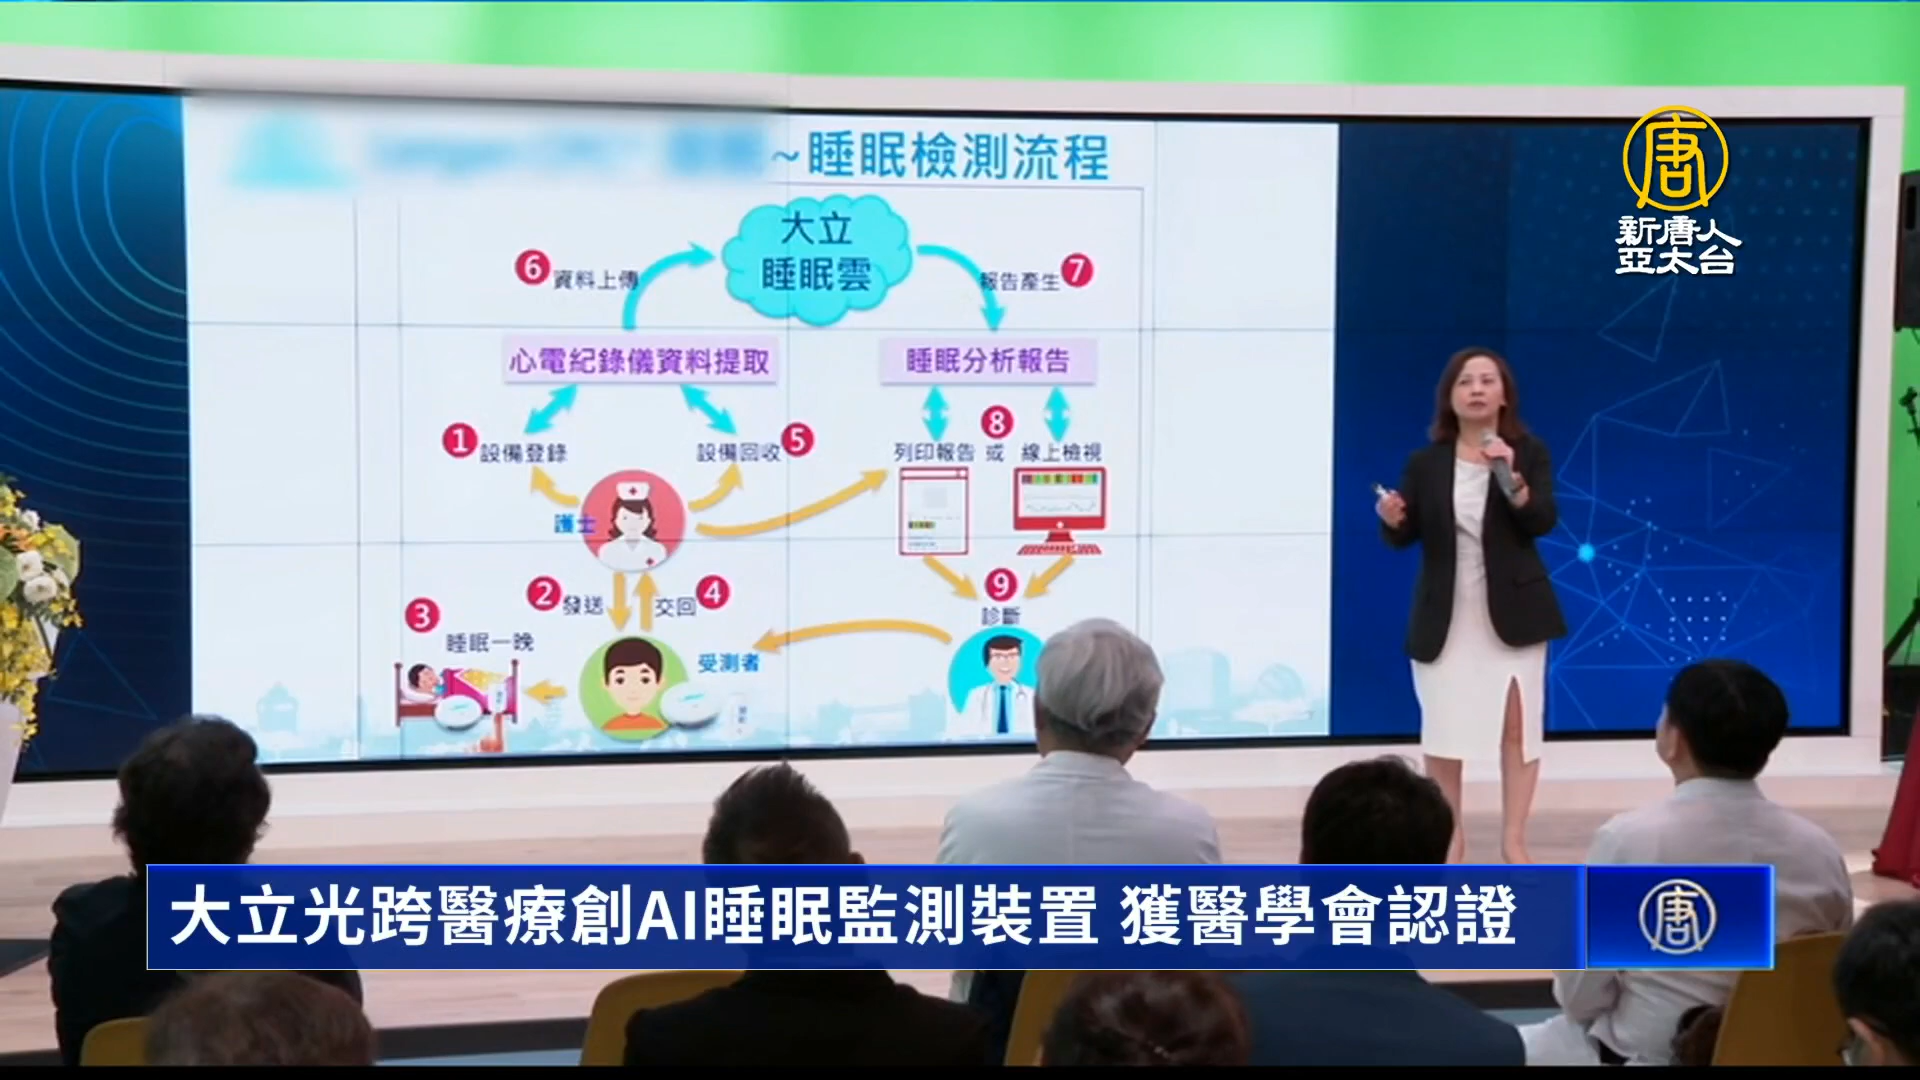 ~睡眠檢測流程
唐
新唐人
亞太台
大立
睡眠雲
6 資料上傳
報告產生 7
心電紀錄儀資料提取
睡眠分析報告
1 設備登錄
設備回收 5
8
列印報告 或 線上檢視
護士
2 發送
交回 4
9
診斷
3
睡眠一晚
受測者
大立光跨醫療創AI睡眠監測裝置 獲醫學會認證
唐